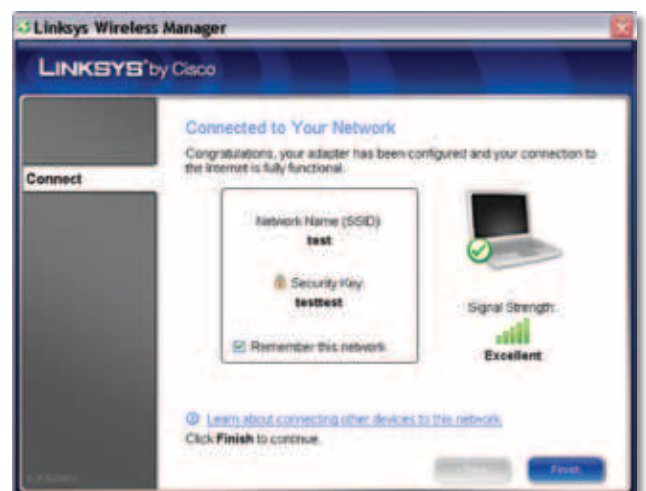 Linksys Wireless Manager
LINKSYS® by Cisco
Connected to Your Network
Congratulations, your adapter has been configured and your connection to
the internet is fully functional.
Connect
Network Name (SSID):
test
Security Key:
testtest
Remember this network
Signal Strength:
Excellent
Learn about connecting other devices to this network.
Click Finish to continue.
Finish